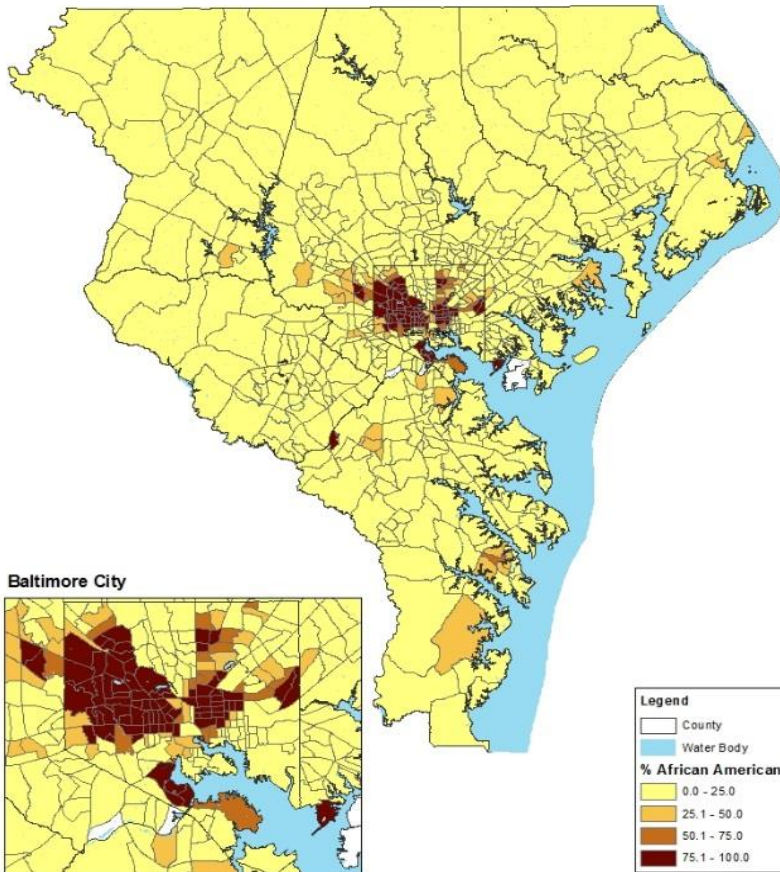 Baltimore City
Legend
County
Water Body
% African American
0.0 - 25.0
25.1 - 50.0
50.1 - 75.0
75.1 - 100.0